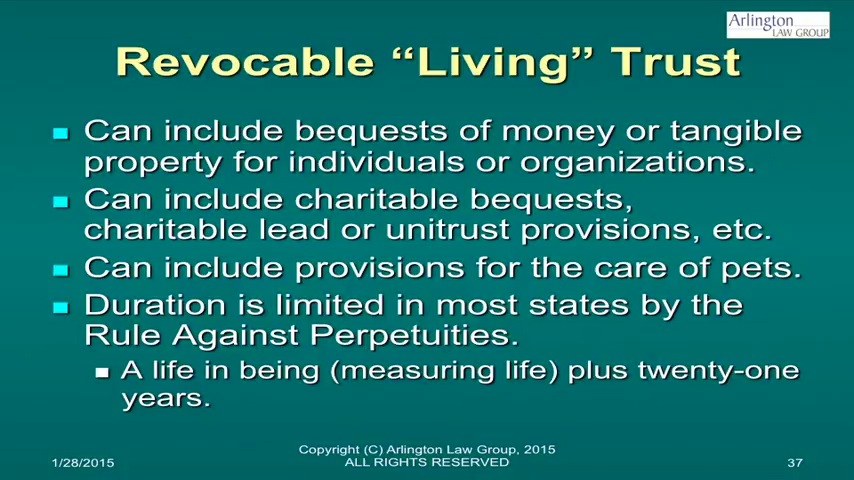 Arlington
LAW GROUP
Revocable “Living” Trust
Can include bequests of money or tangible
property for individuals or organizations.
Can include charitable bequests,
charitable lead or unitrust provisions, etc.
Can include provisions for the care of pets.
Duration is limited in most states by the
Rule Against Perpetuities.
A life in being (measuring life) plus twenty-one
years.
1/28/2015
Copyright (C) Arlington Law Group, 2015
ALL RIGHTS RESERVED
37